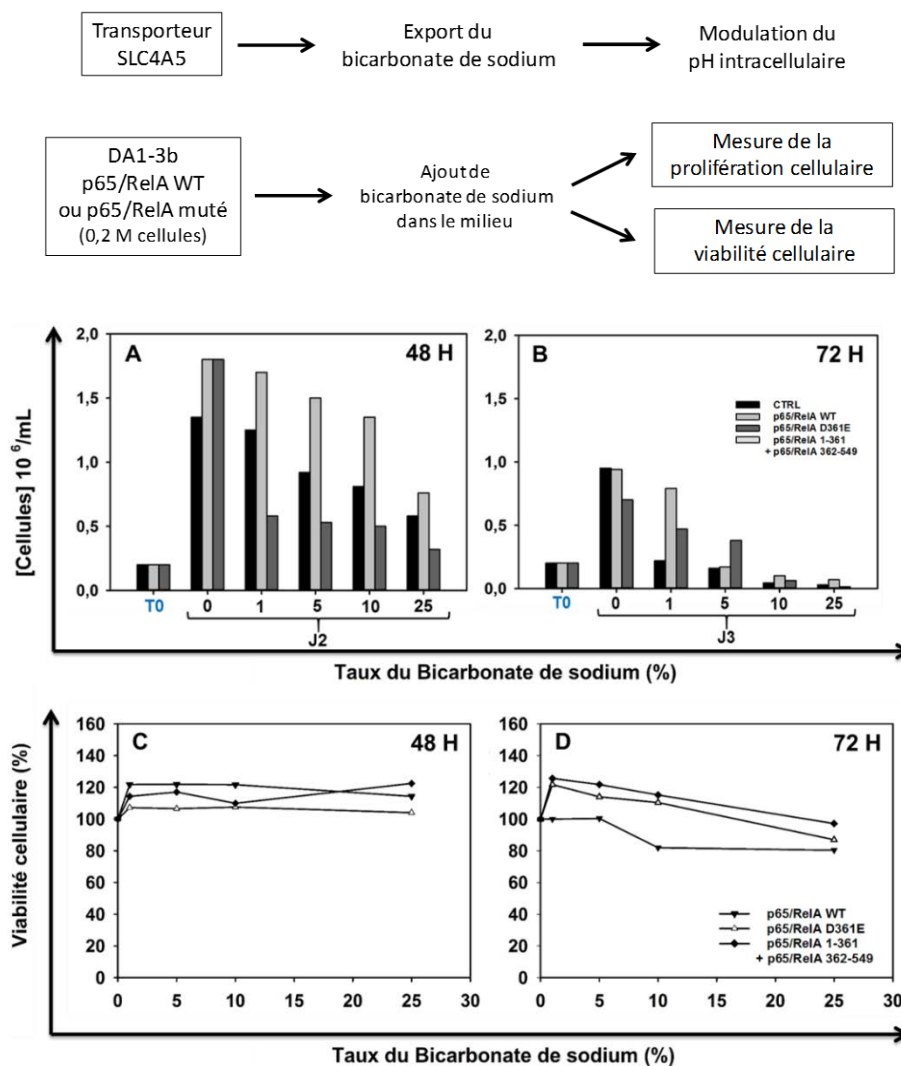 Transporteur
SLC4A5
Export du
bicarbonate de sodium
Modulation du
pH intracellulaire
DA1-3b
p65/RelA WT
ou p65/RelA muté
(0,2 M cellules)
Ajout de
bicarbonate de sodium
dans le milieu
Mesure de la
prolifération cellulaire
Mesure de la
viabilité cellulaire
[Cellules] 10 6/mL
2,0
1,5
1,0
0,5
0,0
A
48 H
T0
0
1
5
10
25
J2
2,0
1,5
1,0
0,5
0,0
B
72 H
CTRL
p65/RelA WT
p65/RelA D361E
p65/RelA 1-361
+ p65/RelA 362-549
T0
0
1
5
10
25
J3
Taux du Bicarbonate de sodium (%)
Viabilité cellulaire (%)
160
140
120
100
80
60
40
20
0
C
48 H
0
5
10
15
20
25
160
140
120
100
80
60
40
20
0
D
72 H
p65/RelA WT
p65/RelA D361E
p65/RelA 1-361
+ p65/RelA 362-549
0
5
10
15
20
25
30
Taux du Bicarbonate de sodium (%)